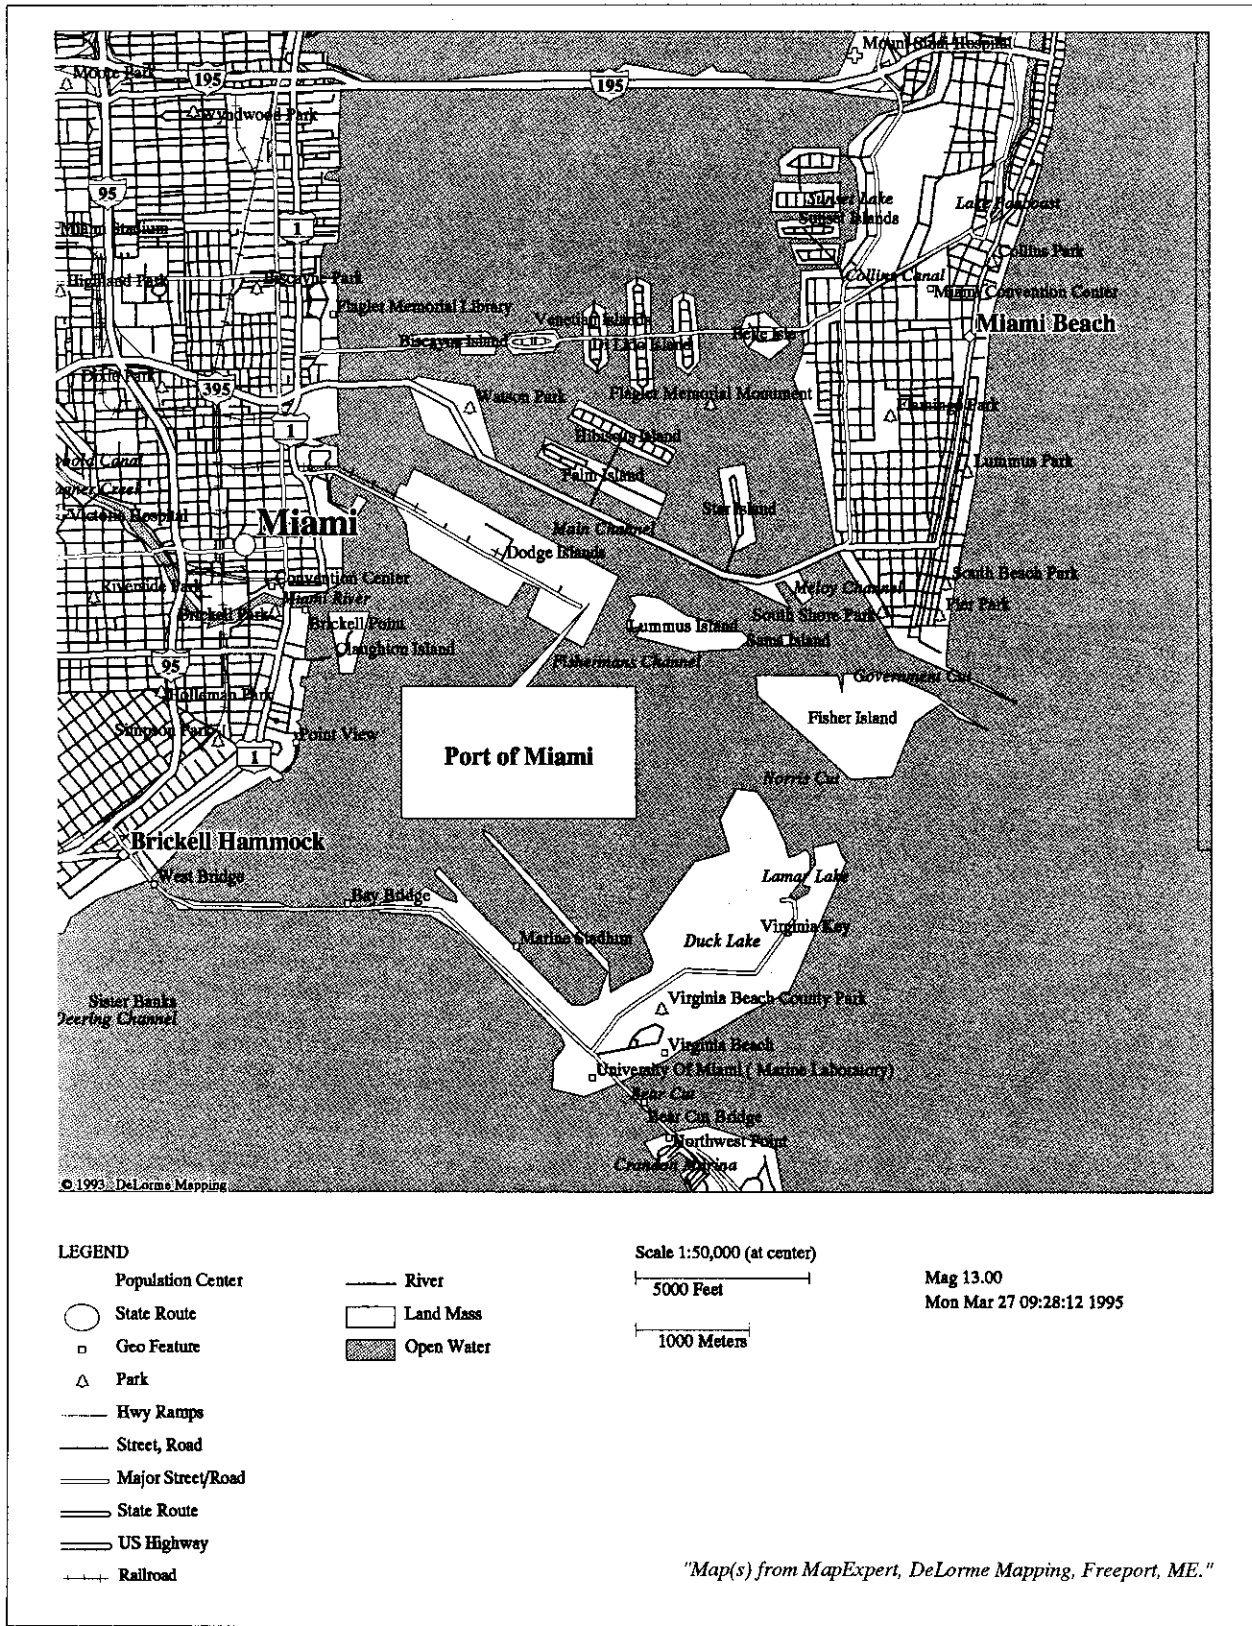 Mount Sinai Hospital
Moore Park
195
195
Wyndwood Park
95
Sunset Lake
Lake Pancoast
Sunset Islands
1
Miami Stadium
Collins Park
Highland Park
Biscayne Park
Collins Canal
Miami Convention Center
Flagler Memorial Library
Venetian Islands
Miami Beach
Biscayne Island
Di Lido Island
Belle Isle
Dixie Park
395
Watson Park
Flagler Memorial Monument
Flamingo Park
1
Hibiscus Island
Lummus Park
Canal
Creek
Palm Island
Victoria Hospital
Star Island
Miami
Main Channel
Dodge Islands
Convention Center
South Beach Park
Riverside Park
Meloy Channel
Miami River
Brickell Park
South Shore Park
Pier Park
Brickell Point
Lummus Island
Sams Island
Claughton Island
Fishermans Channel
95
Government Cut
Holleman Park
Fisher Island
Simpson Park
Point View
1
Port of Miami
Norris Cut
Brickell Hammock
West Bridge
Lamar Lake
Bay Bridge
Virginia Key
Marine Stadium
Duck Lake
Sister Banks
Virginia Beach County Park
Deering Channel
Virginia Beach
University Of Miami ( Marine Laboratory)
Bear Cut
Bear Cut Bridge
Northwest Point
Crandon Marina
© 1993 DeLorme Mapping
LEGEND
Population Center
State Route
Geo Feature
Park
Hwy Ramps
Street, Road
Major Street/Road
State Route
US Highway
Railroad
River
Land Mass
Open Water
Scale 1:50,000 (at center)
5000 Feet
1000 Meters
Mag 13.00
Mon Mar 27 09:28:12 1995
"Map(s) from MapExpert, DeLorme Mapping, Freeport, ME."